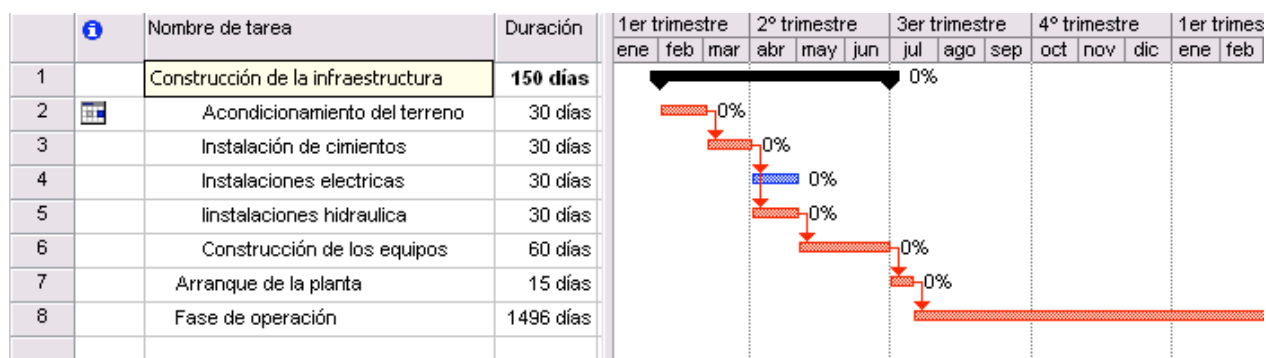 Nombre de tarea Duración 1er trimestre 2º trimestre 3er trimestre 4º trimestre 1er trimes
ene feb mar abr may jun jul ago sep oct nov dic ene feb
1 Construcción de la infraestructura 150 días 0%
2 Acondicionamiento del terreno 30 días 0%
3 Instalación de cimientos 30 días 0%
4 Instalaciones electricas 30 días 0%
5 Iinstalaciones hidraulica 30 días 0%
6 Construcción de los equipos 60 días 0%
7 Arranque de la planta 15 días 0%
8 Fase de operación 1496 días